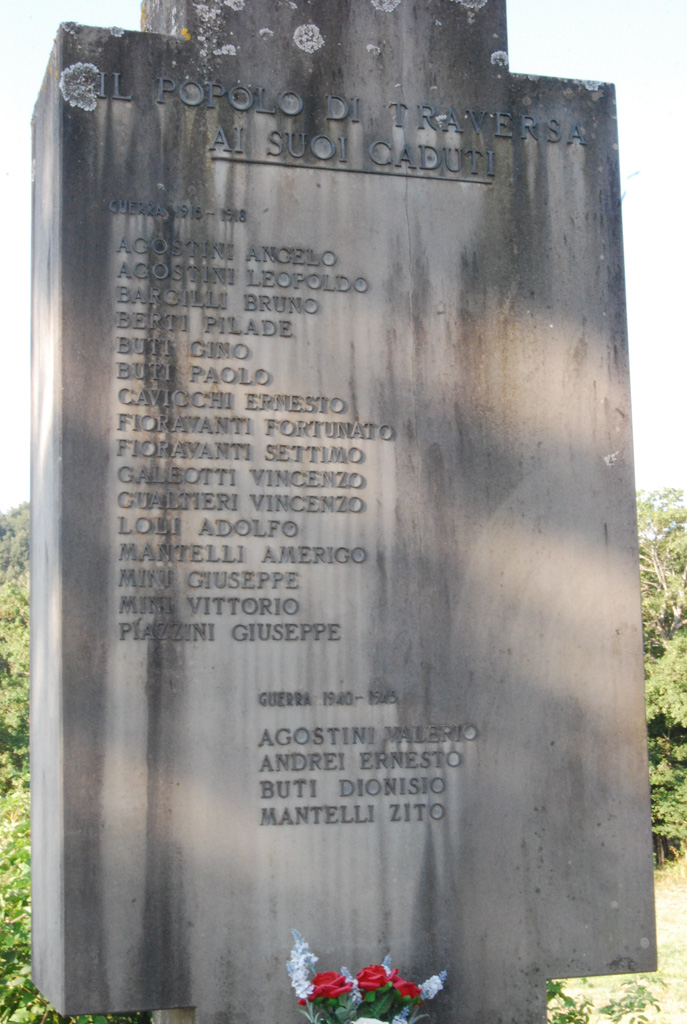 IL POPOLO DI TRAVERSA
AI SUOI CADUTI
GUERRA 1915 - 1918
AGOSTINI ANGELO
AGOSTINI LEOPOLDO
BARGILLI BRUNO
BERTI PILADE
BUTI GINO
BUTI PAOLO
CAVICCHI ERNESTO
FIORAVANTI FORTUNATO
FIORAVANTI SETTIMO
GALEOTTI VINCENZO
GUALTIERI VINCENZO
LOLI ADOLFO
MANTELLI AMERIGO
MINI GIUSEPPE
MINI VITTORIO
PIAZZINI GIUSEPPE
GUERRA 1940 - 1945
AGOSTINI VALERIO
ANDREI ERNESTO
BUTI DIONISIO
MANTELLI ZITO